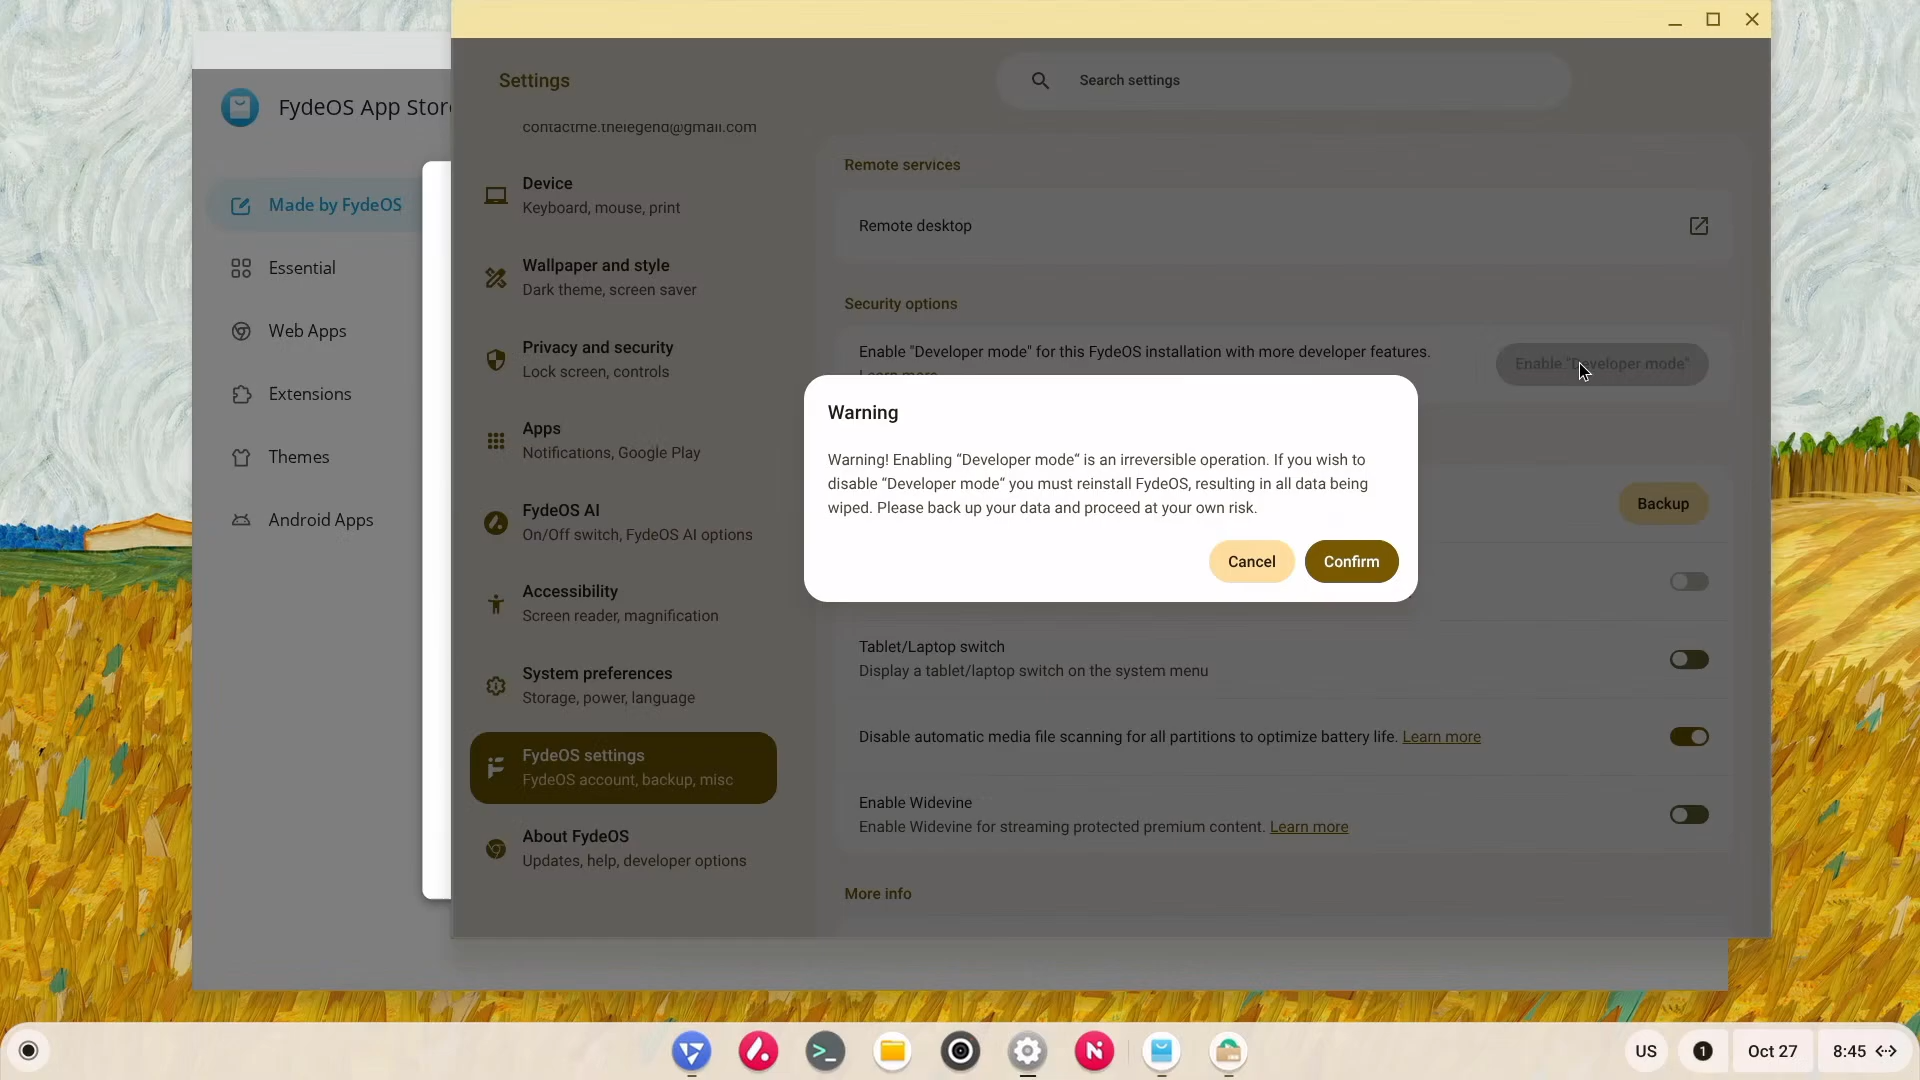 Settings
Search settings
FydeOS App Store
contactme.thelegend@gmail.com
Made by FydeOS
Essential
Web Apps
Extensions
Themes
Android Apps
Device
Keyboard, mouse, print
Wallpaper and style
Dark theme, screen saver
Privacy and security
Lock screen, controls
Apps
Notifications, Google Play
FydeOS AI
On/Off switch, FydeOS AI options
Accessibility
Screen reader, magnification
System preferences
Storage, power, language
FydeOS settings
FydeOS account, backup, misc
About FydeOS
Updates, help, developer options
Remote services
Remote desktop
Security options
Enable "Developer mode" for this FydeOS installation with more developer features.
Learn more
Enable "Developer mode"
Warning
Warning! Enabling “Developer mode“ is an irreversible operation. If you wish to
disable “Developer mode“ you must reinstall FydeOS, resulting in all data being
wiped. Please back up your data and proceed at your own risk.
Cancel
Confirm
Backup
Tablet/Laptop switch
Display a tablet/laptop switch on the system menu
Disable automatic media file scanning for all partitions to optimize battery life. Learn more
Enable Widevine
Enable Widevine for streaming protected premium content. Learn more
More info
US
1
Oct 27
8:45